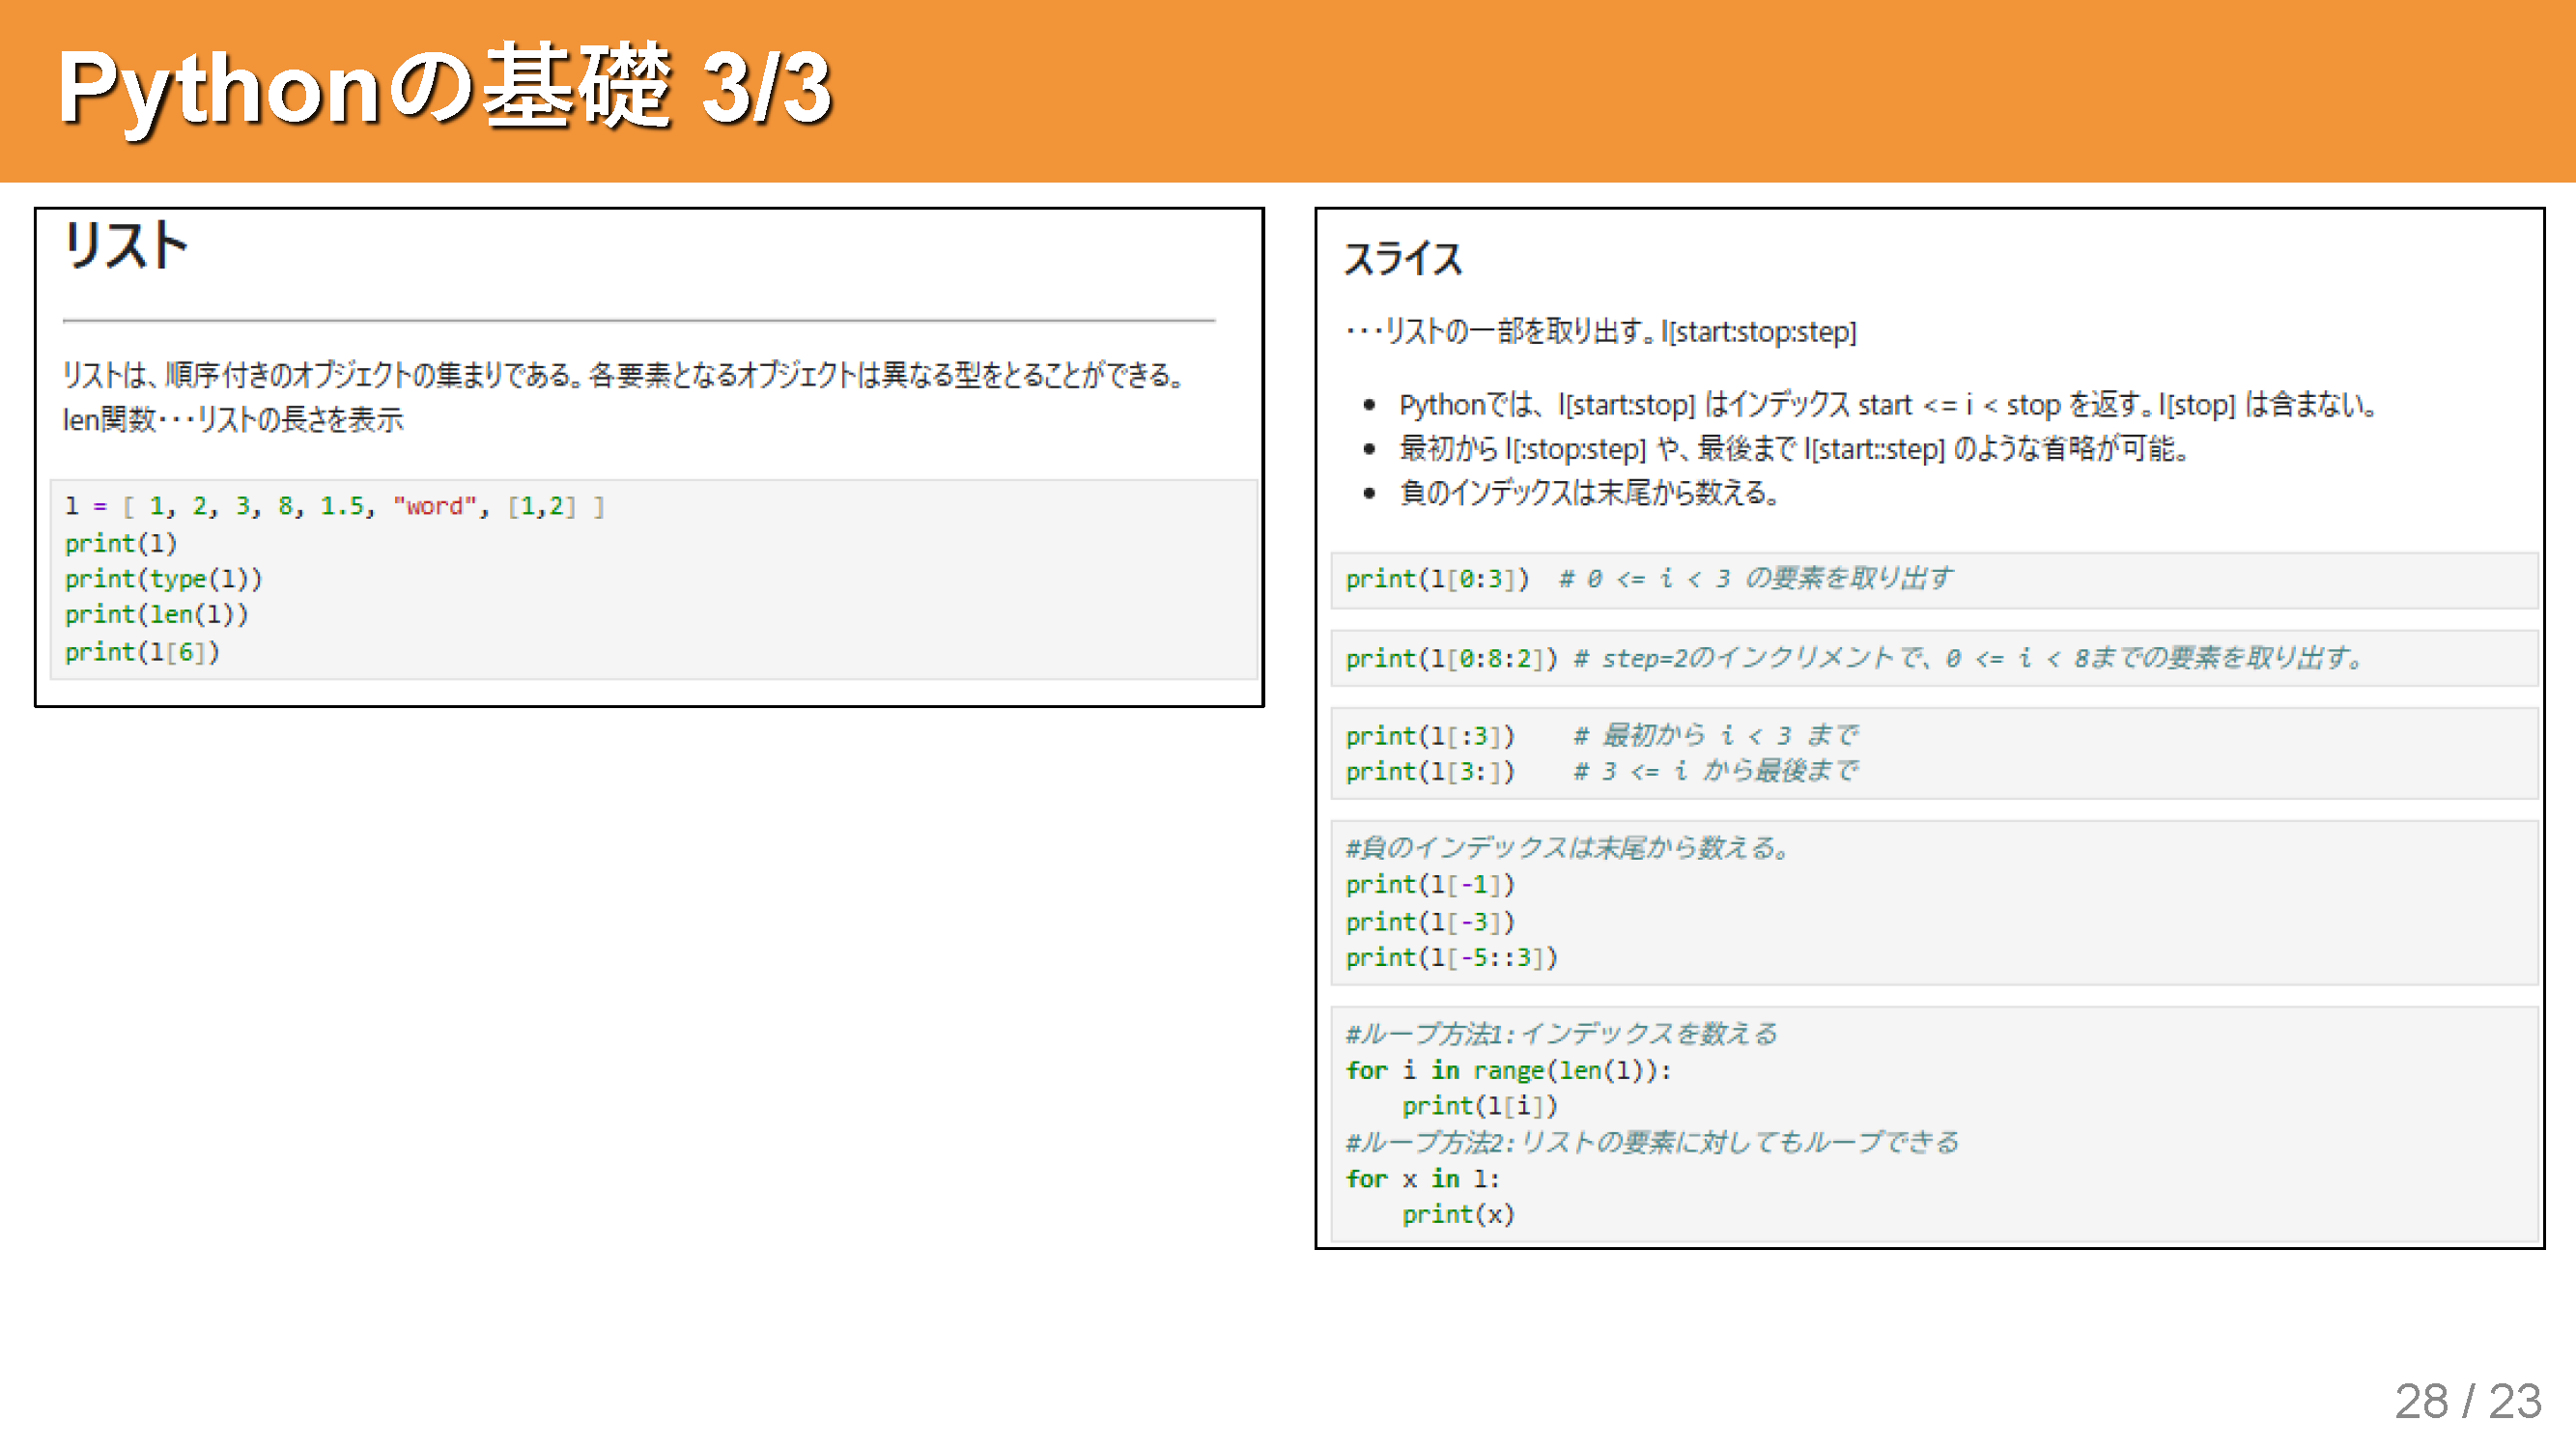 Pythonの基礎 3/3
リスト
リストは、順序付きのオブジェクトの集まりである。各要素となるオブジェクトは異なる型をとることができる。
len関数･･･リストの長さを表示
l = [ 1, 2, 3, 8, 1.5, "word", [1,2] ]
print(l)
print(type(l))
print(len(l))
print(l[6])
スライス
･･･リストの一部を取り出す。l[start:stop:step]
• Pythonでは、l[start:stop] はインデックス start <= i < stop を返す。l[stop] は含まない。
• 最初から l[:stop:step] や、最後まで l[start::step] のような省略が可能。
• 負のインデックスは末尾から数える。
print(l[0:3])  # 0 <= i < 3 の要素を取り出す
print(l[0:8:2]) # step=2のインクリメントで、0 <= i < 8までの要素を取り出す。
print(l[:3])    # 最初から i < 3 まで
print(l[3:])    # 3 <= i から最後まで
#負のインデックスは末尾から数える。
print(l[-1])
print(l[-3])
print(l[-5::3])
#ループ方法1:インデックスを数える
for i in range(len(l)):
    print(l[i])
#ループ方法2:リストの要素に対してもループできる
for x in l:
    print(x)
28 / 23